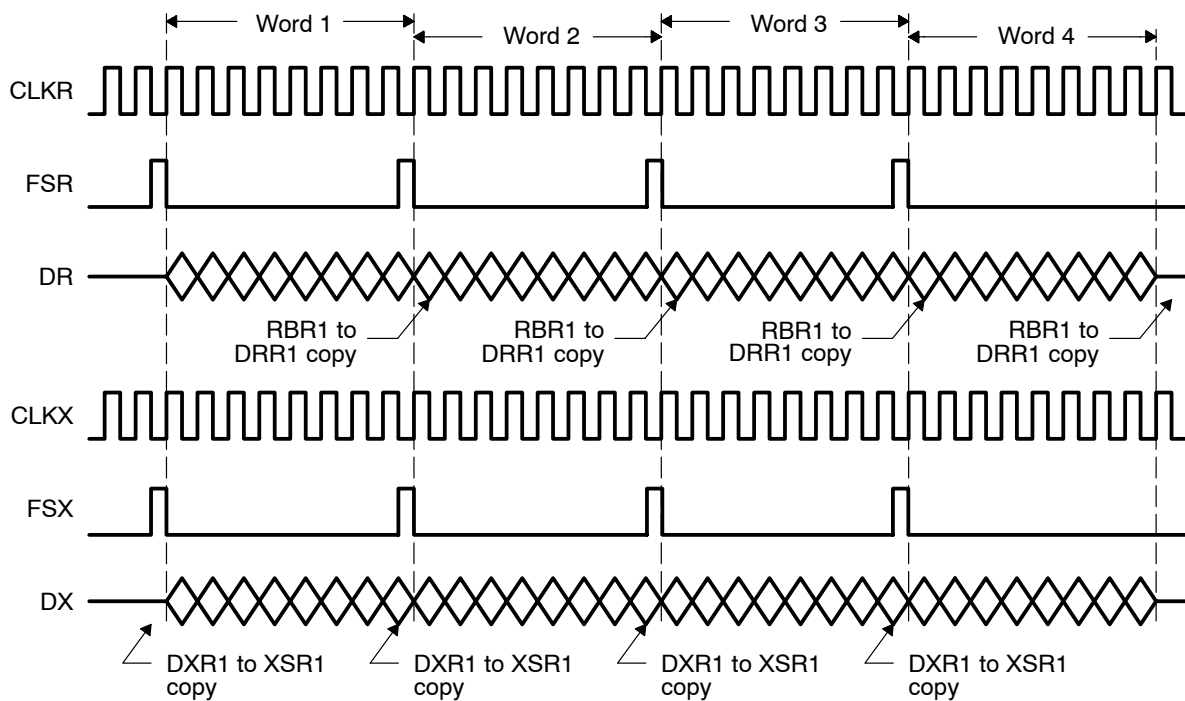 Word 1
Word 2
Word 3
Word 4
CLKR
FSR
DR
RBR1 to
DRR1 copy
RBR1 to
DRR1 copy
RBR1 to
DRR1 copy
RBR1 to
DRR1 copy
CLKX
FSX
DX
DXR1 to XSR1
copy
DXR1 to XSR1
copy
DXR1 to XSR1
copy
DXR1 to XSR1
copy